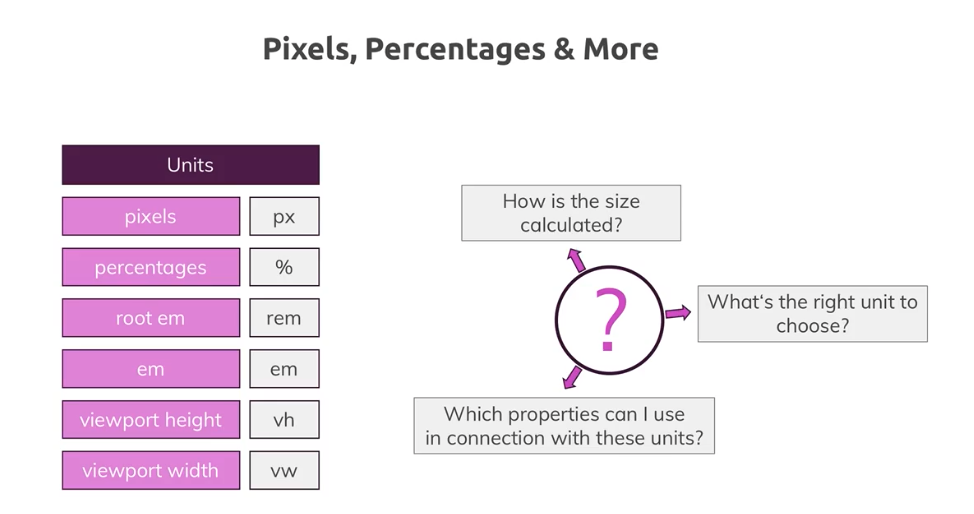 Pixels, Percentages & More
Units
pixels px
percentages %
root em rem
em em
viewport height vh
viewport width vw
How is the size
calculated?
?
What‘s the right unit to
choose?
Which properties can I use
in connection with these units?